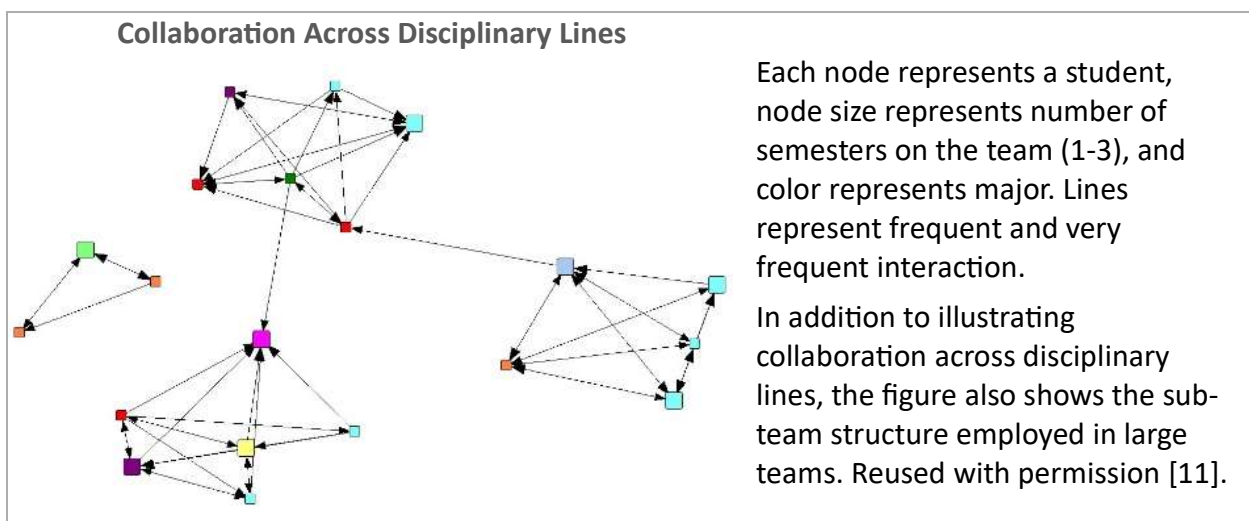 Collaboration Across Disciplinary Lines
Each node represents a student,
node size represents number of
semesters on the team (1-3), and
color represents major. Lines
represent frequent and very
frequent interaction.
In addition to illustrating
collaboration across disciplinary
lines, the figure also shows the sub-
team structure employed in large
teams. Reused with permission [11].